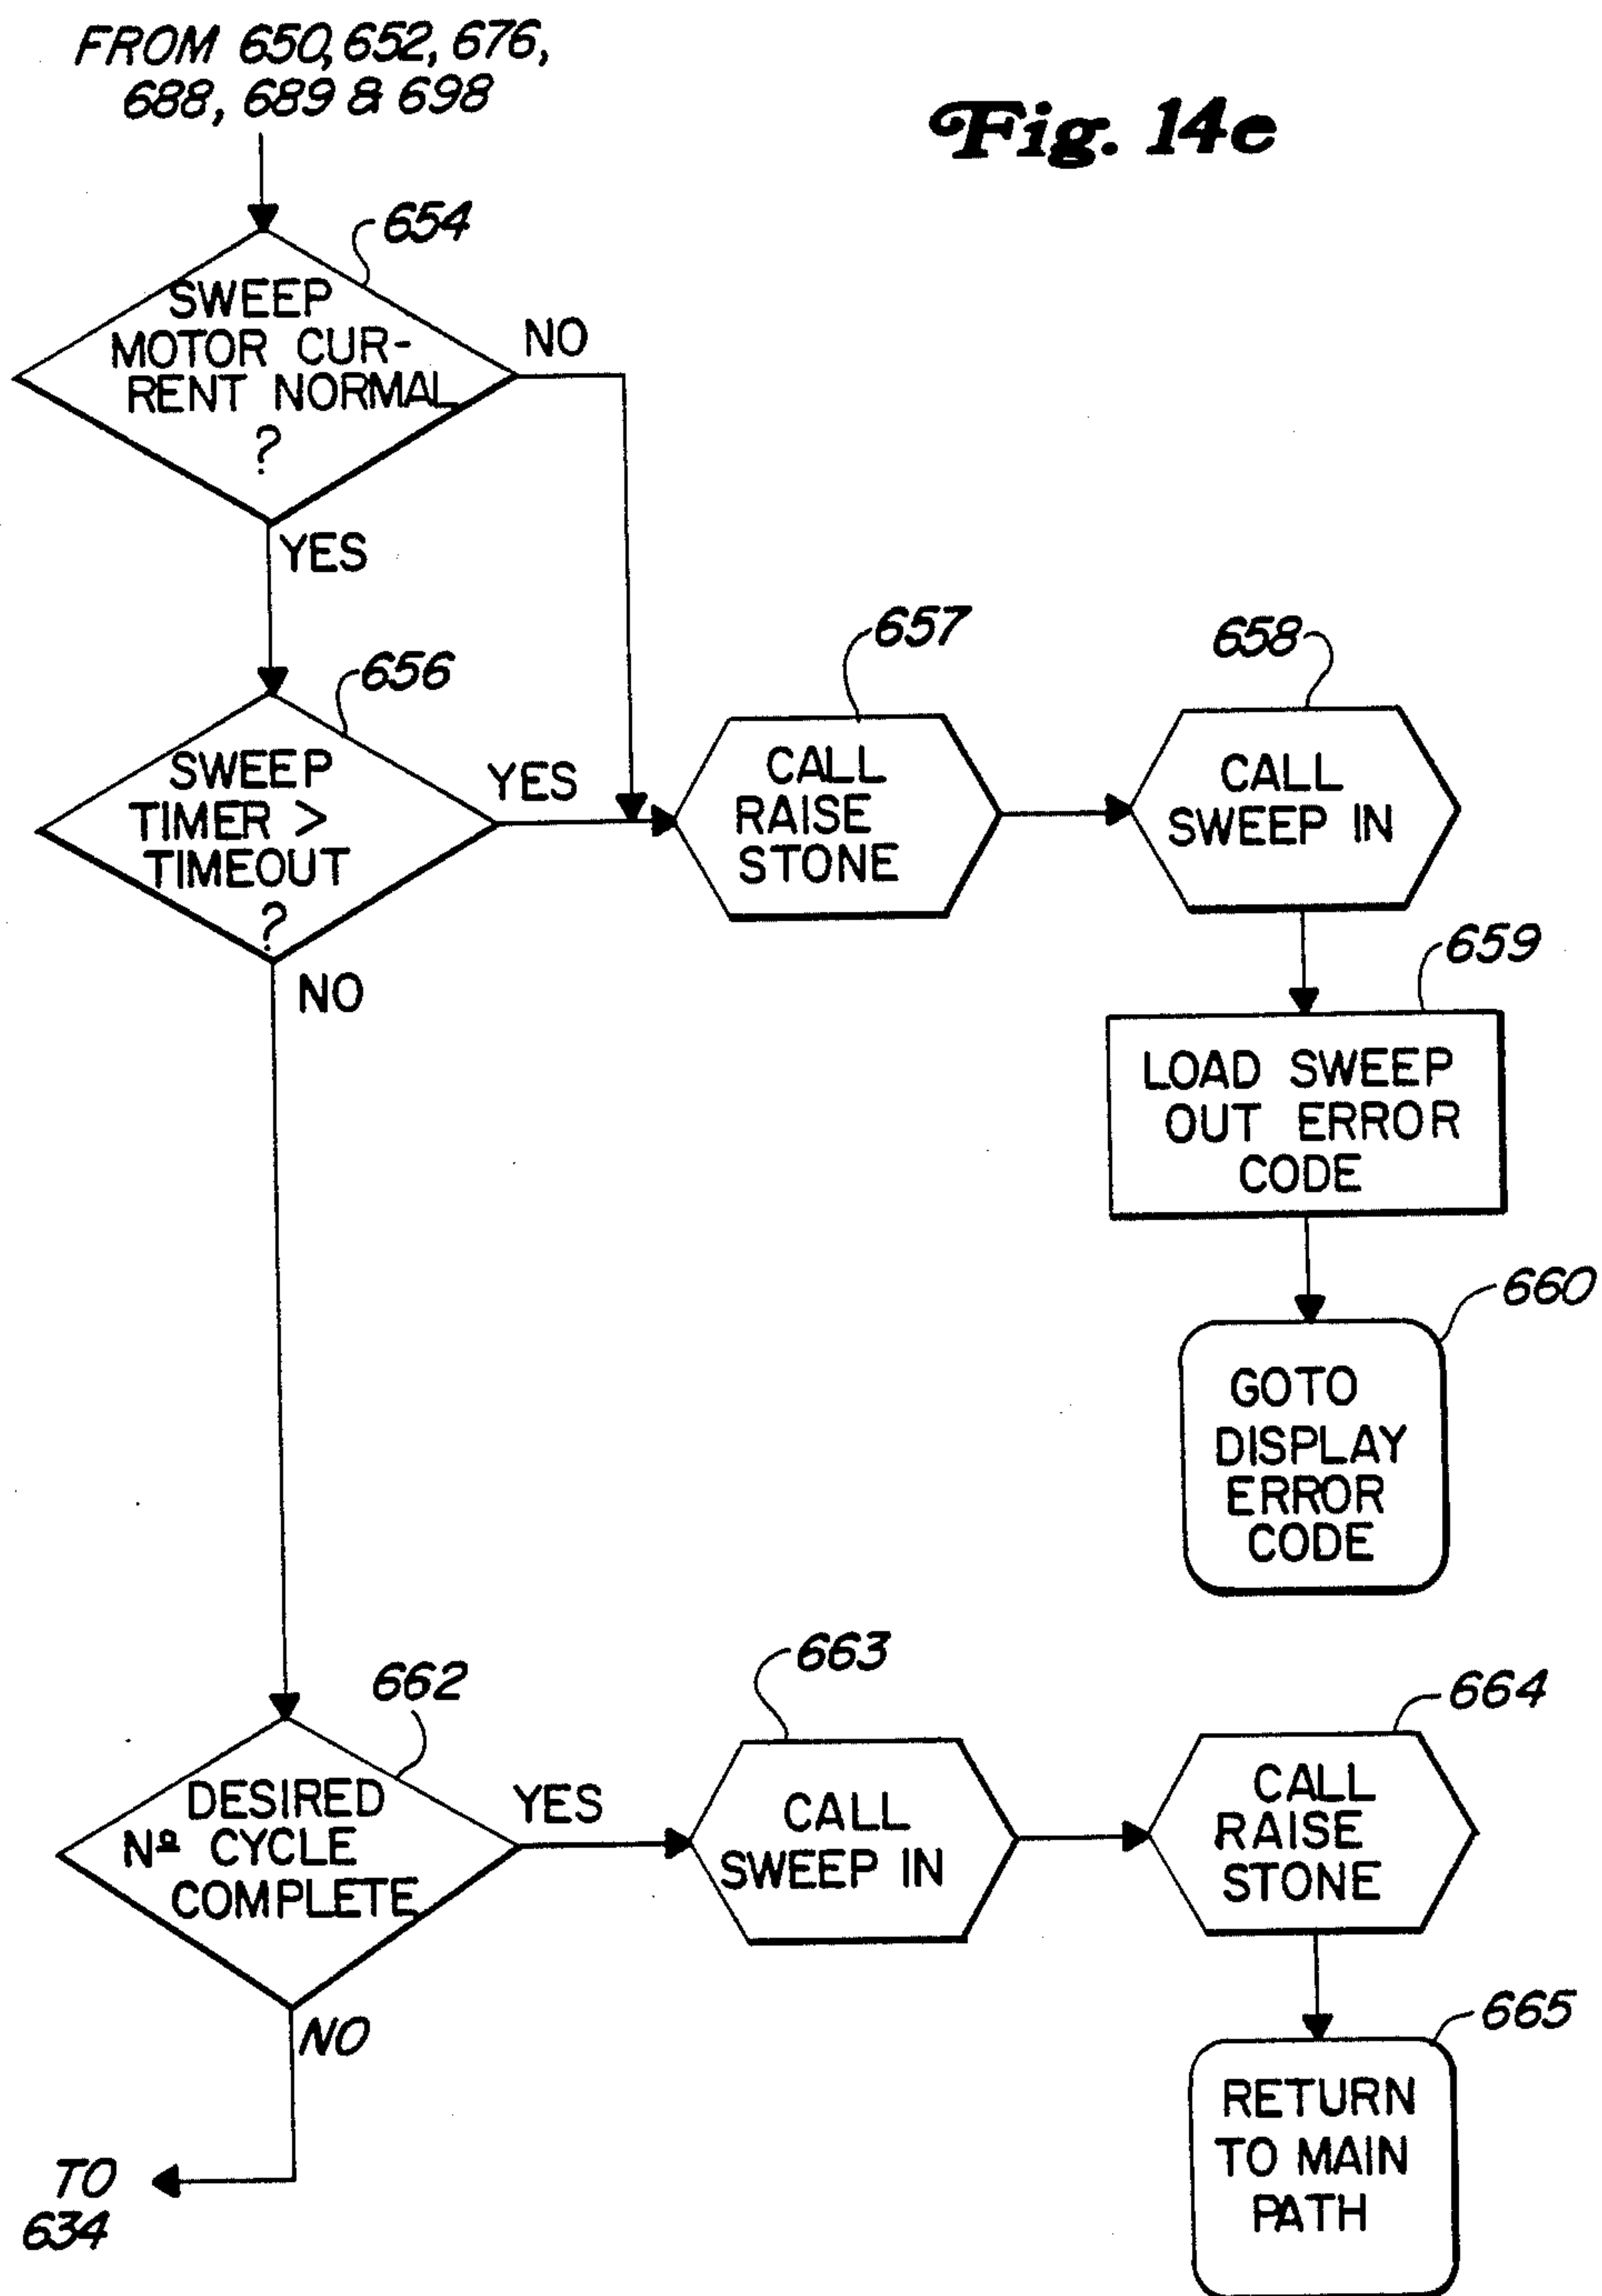 FROM 650, 652, 676,
688, 689 & 698
Fig. 14e
654
SWEEP
MOTOR CUR-
RENT NORMAL
?
NO
YES
656
SWEEP
TIMER >
TIMEOUT
?
YES
NO
657
CALL
RAISE
STONE
658
CALL
SWEEP IN
659
LOAD SWEEP
OUT ERROR
CODE
660
GOTO
DISPLAY
ERROR
CODE
662
DESIRED
Nº CYCLE
COMPLETE
YES
NO
663
CALL
SWEEP IN
664
CALL
RAISE
STONE
665
RETURN
TO MAIN
PATH
TO
634